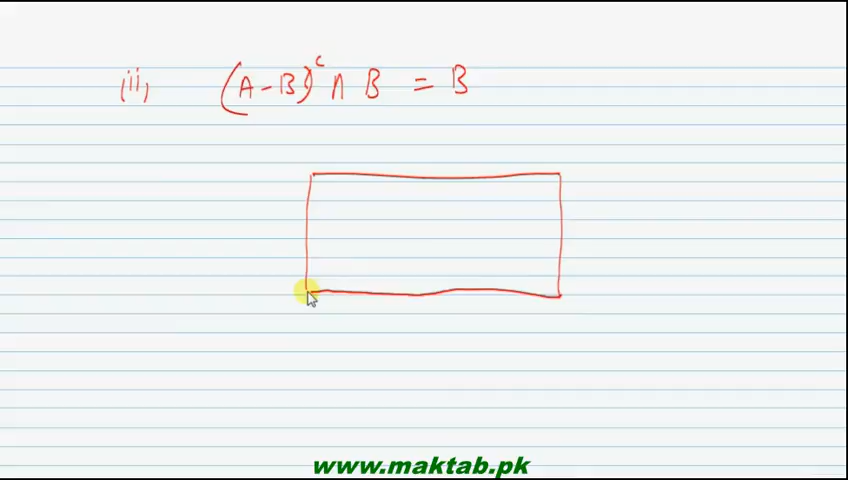 (ii) (A - B)ᶜ ∩ B = B
www.maktab.pk